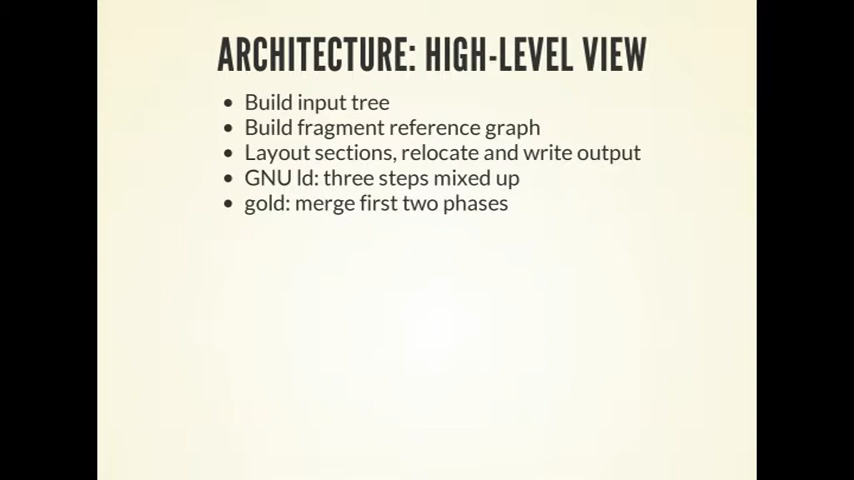 ARCHITECTURE: HIGH-LEVEL VIEW
• Build input tree
• Build fragment reference graph
• Layout sections, relocate and write output
• GNU ld: three steps mixed up
• gold: merge first two phases